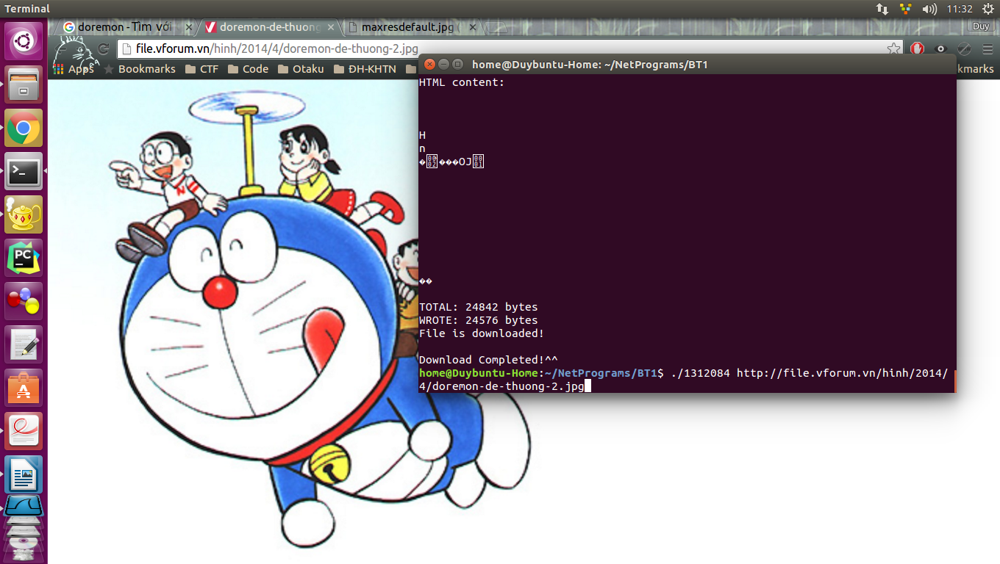 Terminal
11:32
doremon - Tìm với
doremon-de-thuong
maxresdefault.jpg (
Duy
file.vforum.vn/hinh/2014/4/doremon-de-thuong-2.jpg
Apps
Bookmarks
CTF
Code
Otaku
ĐH-KHTN
kmarks
home@Duybuntu-Home: ~/NetPrograms/BT1
HTML content:
H
n
����OJ
��
TOTAL: 24842 bytes
WROTE: 24576 bytes
File is downloaded!
Download Completed!^^
home@Duybuntu-Home:~/NetPrograms/BT1$ ./1312084 http://file.vforum.vn/hinh/2014/
4/doremon-de-thuong-2.jpg
N
PC